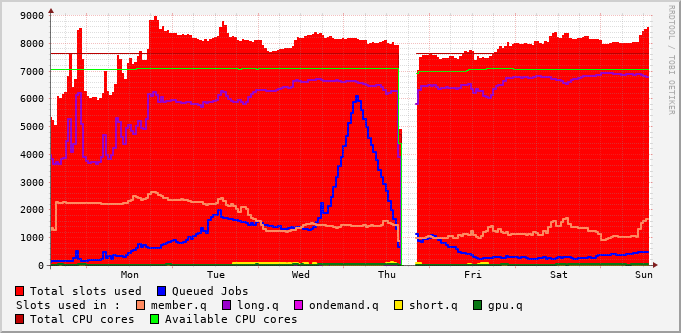 9000
8000
7000
6000
5000
4000
3000
2000
1000
0
Mon Tue Wed Thu Fri Sat Sun
RRDTOOL / TOBI OETIKER
Total slots used Queued Jobs
Slots used in : member.q long.q ondemand.q short.q gpu.q
Total CPU cores Available CPU cores